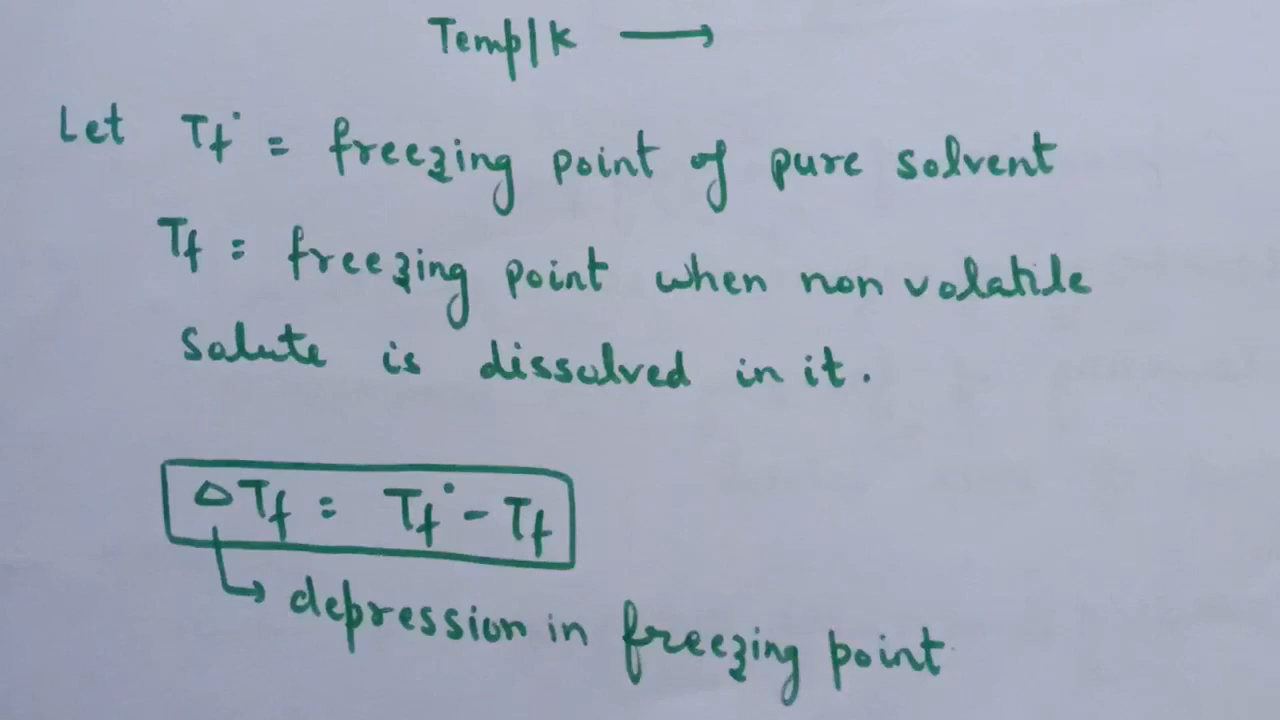 Temp/K ⟶
Let Tf° = freezing point of pure solvent
Tf = freezing point when non volatile
solute is dissolved in it.
ΔTf = Tf° - Tf
↳ depression in freezing point